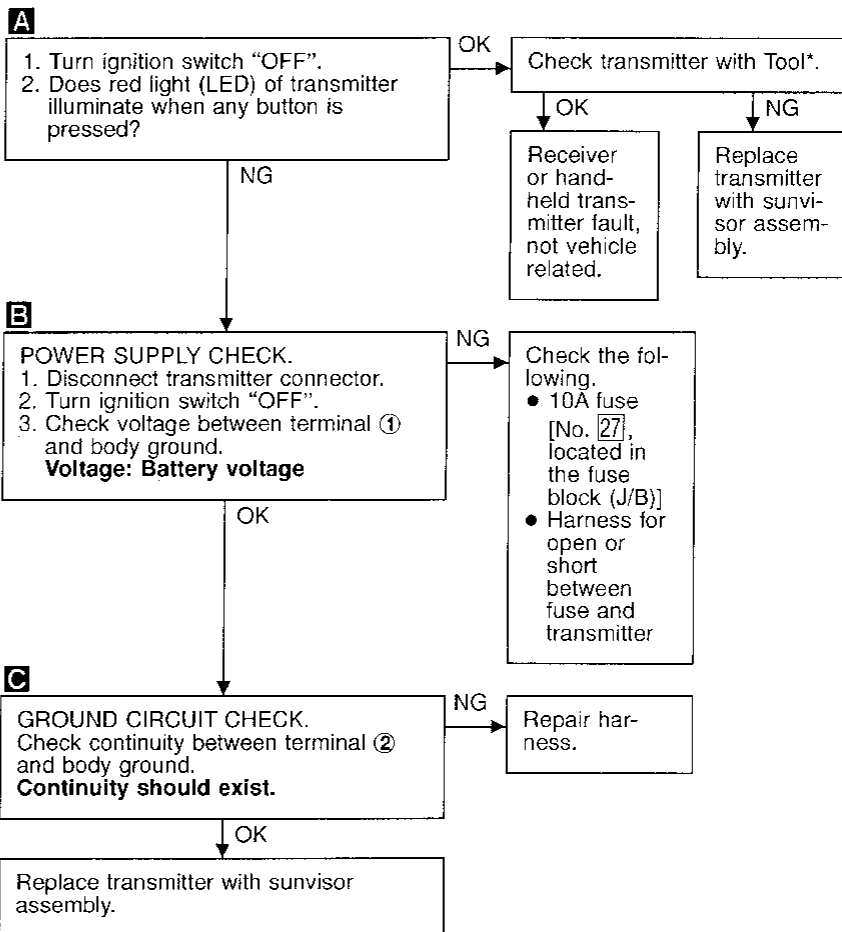 A
1. Turn ignition switch “OFF”.
2. Does red light (LED) of transmitter
illuminate when any button is
pressed?
OK
Check transmitter with Tool*.
OK
NG
Receiver
or hand-
held trans-
mitter fault,
not vehicle
related.
Replace
transmitter
with sunvi-
sor assem-
bly.
NG
B
POWER SUPPLY CHECK.
1. Disconnect transmitter connector.
2. Turn ignition switch “OFF”.
3. Check voltage between terminal ①
and body ground.
Voltage: Battery voltage
NG
Check the fol-
lowing.
● 10A fuse
[No. 27,
located in
the fuse
block (J/B)]
● Harness for
open or
short
between
fuse and
transmitter
OK
C
GROUND CIRCUIT CHECK.
Check continuity between terminal ②
and body ground.
Continuity should exist.
NG
Repair har-
ness.
OK
Replace transmitter with sunvisor
assembly.